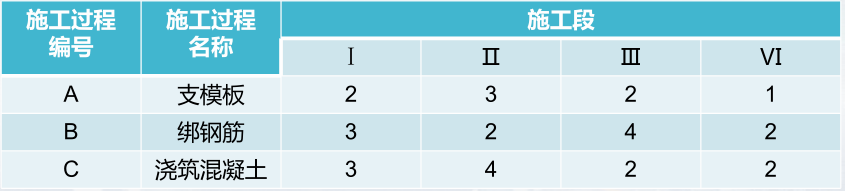 施工过程编号 施工过程名称 施工段
Ⅰ Ⅱ Ⅲ VI
A 支模板 2 3 2 1
B 绑钢筋 3 2 4 2
C 浇筑混凝土 3 4 2 2